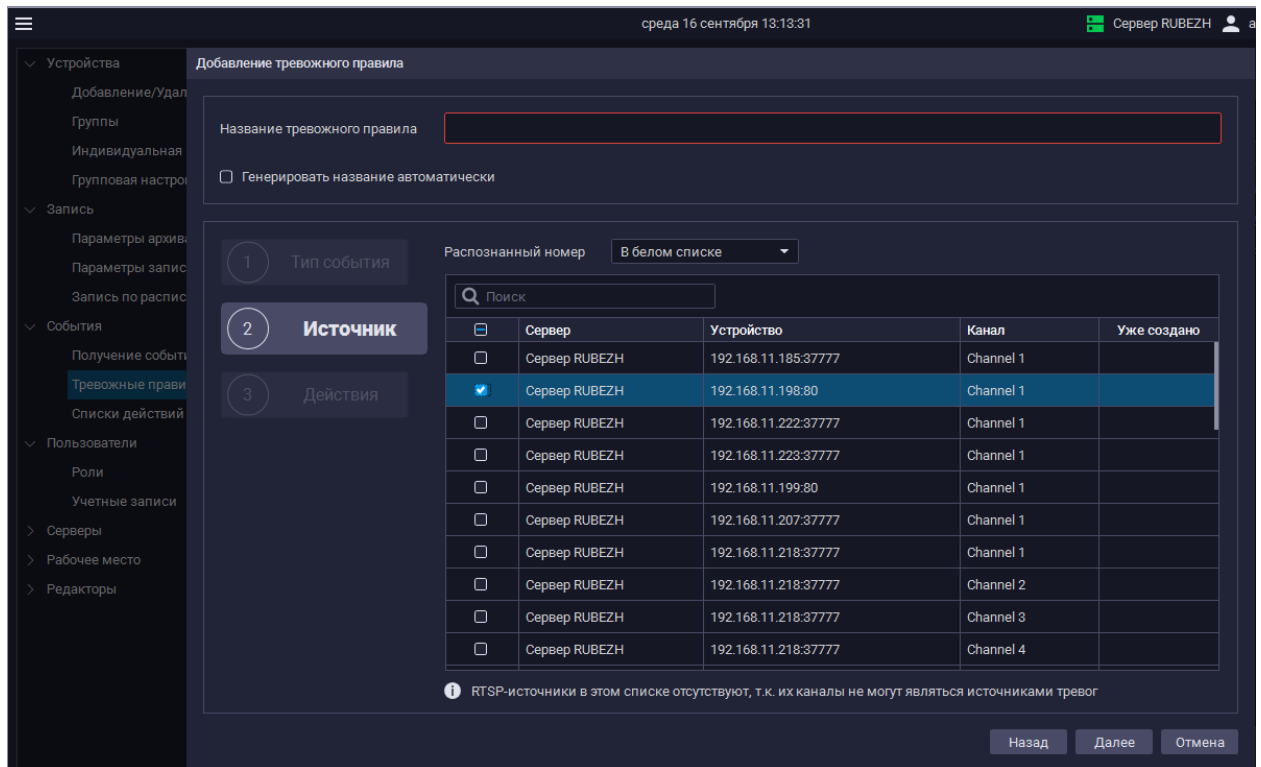 среда 16 сентября 13:13:31
Сервер RUBEZH
a
Устройства
Добавление/Удал
Группы
Индивидуальная
Групповая настро
Запись
Параметры архив
Параметры запис
Запись по распис
События
Получение событ
Тревожные прави
Списки действий
Пользователи
Роли
Учетные записи
Серверы
Рабочее место
Редакторы
Добавление тревожного правила
Название тревожного правила
Генерировать название автоматически
1 Тип события
2 Источник
3 Действия
Распознанный номер В белом списке
Поиск
Сервер Устройство Канал Уже создано
Сервер RUBEZH 192.168.11.185:37777 Channel 1
Сервер RUBEZH 192.168.11.198:80 Channel 1
Сервер RUBEZH 192.168.11.222:37777 Channel 1
Сервер RUBEZH 192.168.11.223:37777 Channel 1
Сервер RUBEZH 192.168.11.199:80 Channel 1
Сервер RUBEZH 192.168.11.207:37777 Channel 1
Сервер RUBEZH 192.168.11.218:37777 Channel 1
Сервер RUBEZH 192.168.11.218:37777 Channel 2
Сервер RUBEZH 192.168.11.218:37777 Channel 3
Сервер RUBEZH 192.168.11.218:37777 Channel 4
RTSP-источники в этом списке отсутствуют, т.к. их каналы не могут являться источниками тревог
Назад Далее Отмена